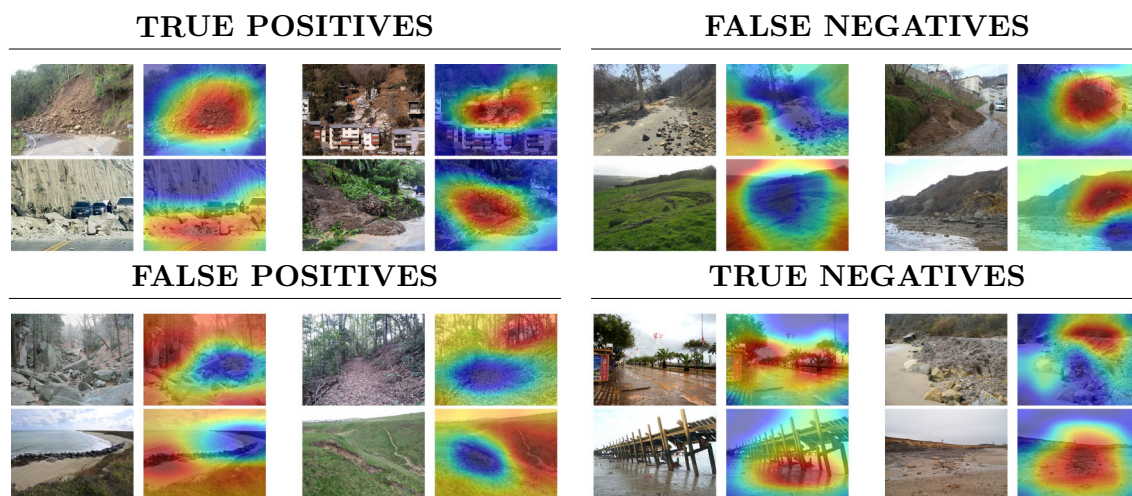 TRUE POSITIVES
FALSE NEGATIVES
FALSE POSITIVES
TRUE NEGATIVES